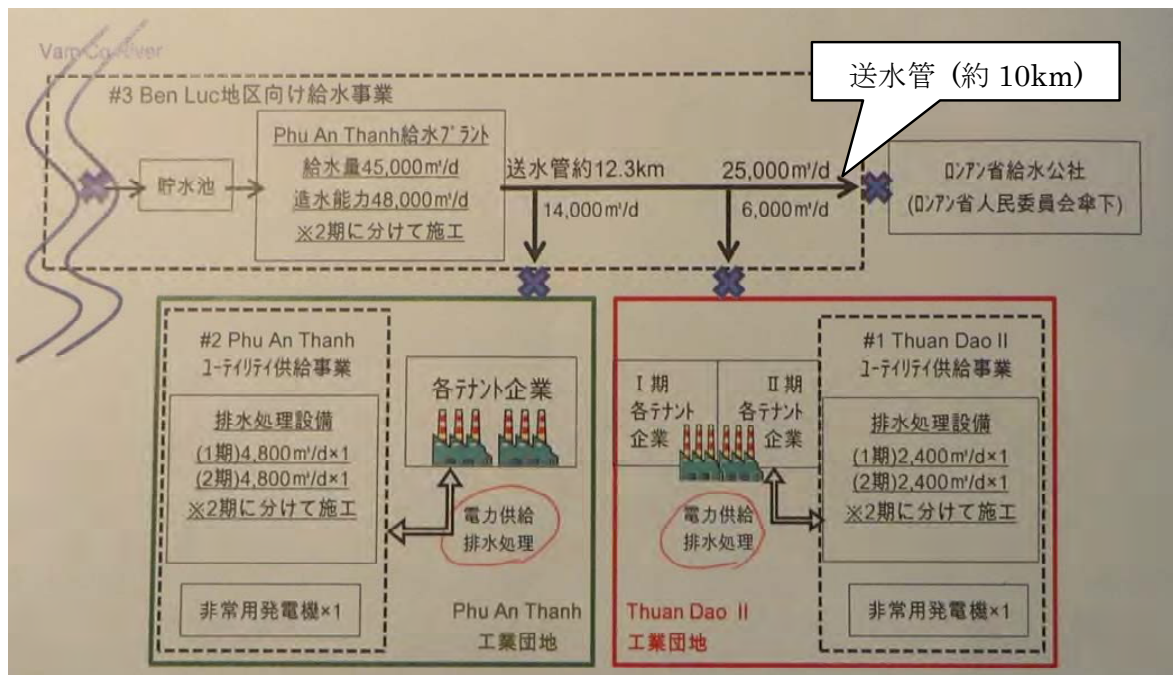 Vam Co River
送水管 (約 10km)
#3 Ben Luc地区向け給水事業
Phu An Thanh給水ﾌﾟﾗﾝﾄ
給水量45,000㎥/d
造水能力48,000㎥/d
※2期に分けて施工
貯水池
送水管約12.3km
25,000㎥/d
14,000㎥/d
6,000㎥/d
ﾛﾝｱﾝ省給水公社
(ﾛﾝｱﾝ省人民委員会傘下)
#2 Phu An Thanh
ﾕｰﾃｨﾘﾃｨ供給事業
排水処理設備
(1期)4,800㎥/d×1
(2期)4,800㎥/d×1
※2期に分けて施工
非常用発電機×1
各テナント企業
電力供給
排水処理
Phu An Thanh
工業団地
Ⅰ期
各テナント
企業
Ⅱ期
各テナント
企業
電力供給
排水処理
Thuan Dao Ⅱ
工業団地
#1 Thuan Dao II
ﾕｰﾃｨﾘﾃｨ供給事業
排水処理設備
(1期)2,400㎥/d×1
(2期)2,400㎥/d×1
※2期に分けて施工
非常用発電機×1